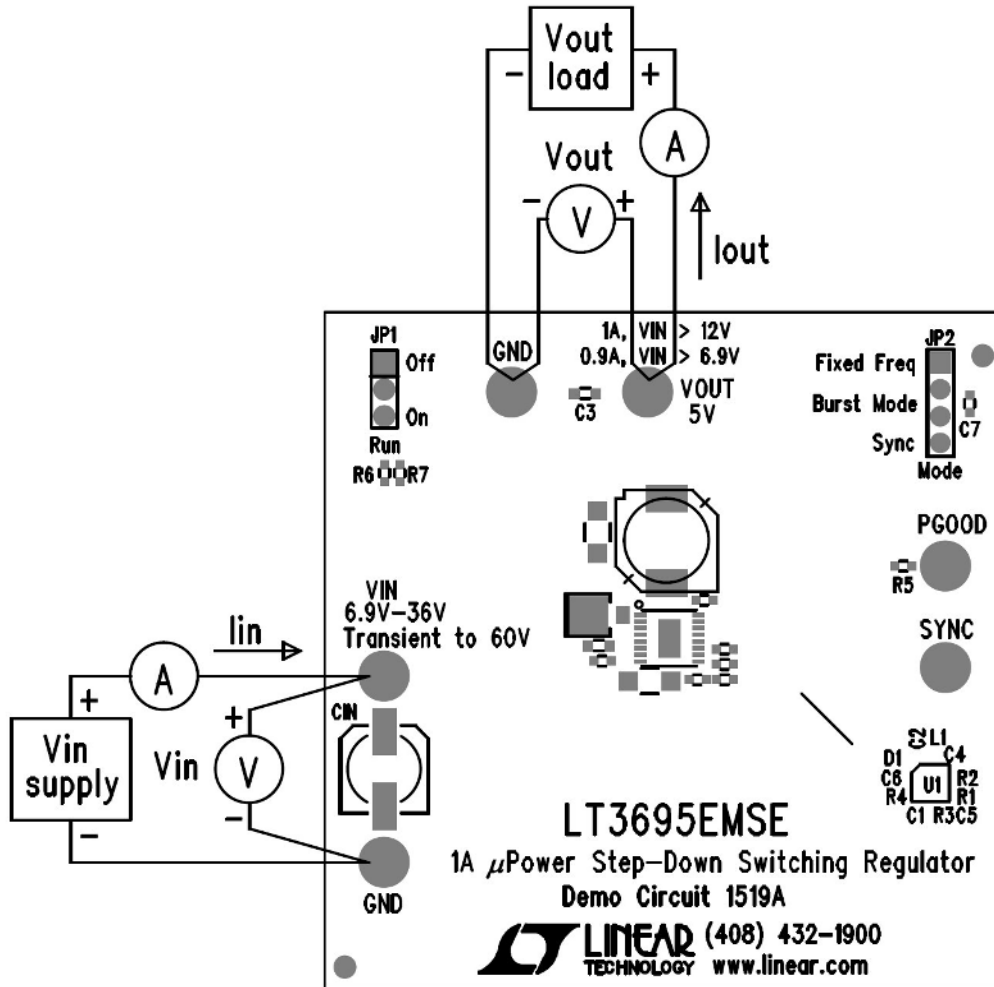 Vout
load
-
+
A
Vout
-
+
V
Iout
JP1
Off
On
Run
R6
R7
GND
C3
1A, VIN > 12V
0.9A, VIN > 6.9V
VOUT
5V
JP2
Fixed Freq
Burst Mode
Sync
C7
Mode
PGOOD
R5
SYNC
VIN
6.9V-36V
Transient to 60V
Iin
A
+
Vin
supply
-
Vin
+
V
-
CIN
GND
D1 C2 L1 C4
C6 U1 R2
R4 R1
C1 R3 C5
LT3695EMSE
1A μPower Step-Down Switching Regulator
Demo Circuit 1519A
LINEAR (408) 432-1900
TECHNOLOGY www.linear.com